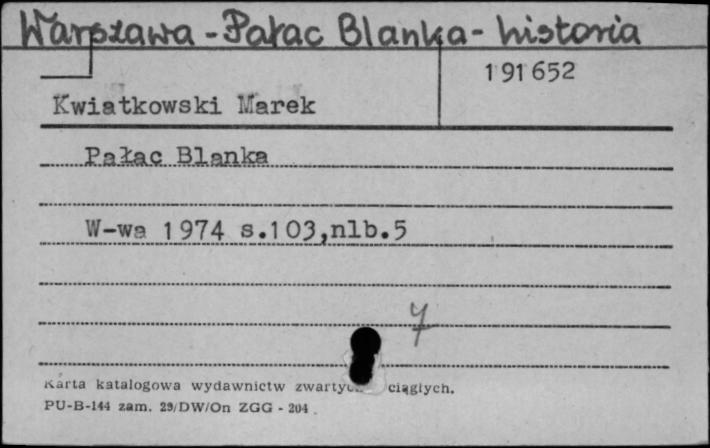 Warszawa - Pałac Blanka - historia
191652
Kwiatkowski Marek
Pałac Blanka
W-wa 1974 s.103,nlb.5
7
Karta katalogowa wydawnictw ciągłych.
PU-B-144 zam. 29/DW/On ZGG - 204